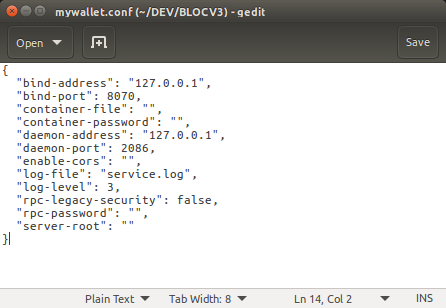 mywallet.conf (~/DEV/BLOCV3) - gedit
Open
Save
{
  "bind-address": "127.0.0.1",
  "bind-port": 8070,
  "container-file": "",
  "container-password": "",
  "daemon-address": "127.0.0.1",
  "daemon-port": 2086,
  "enable-cors": "",
  "log-file": "service.log",
  "log-level": 3,
  "rpc-legacy-security": false,
  "rpc-password": "",
  "server-root": ""
}
Plain Text Tab Width: 8 Ln 14, Col 2 INS